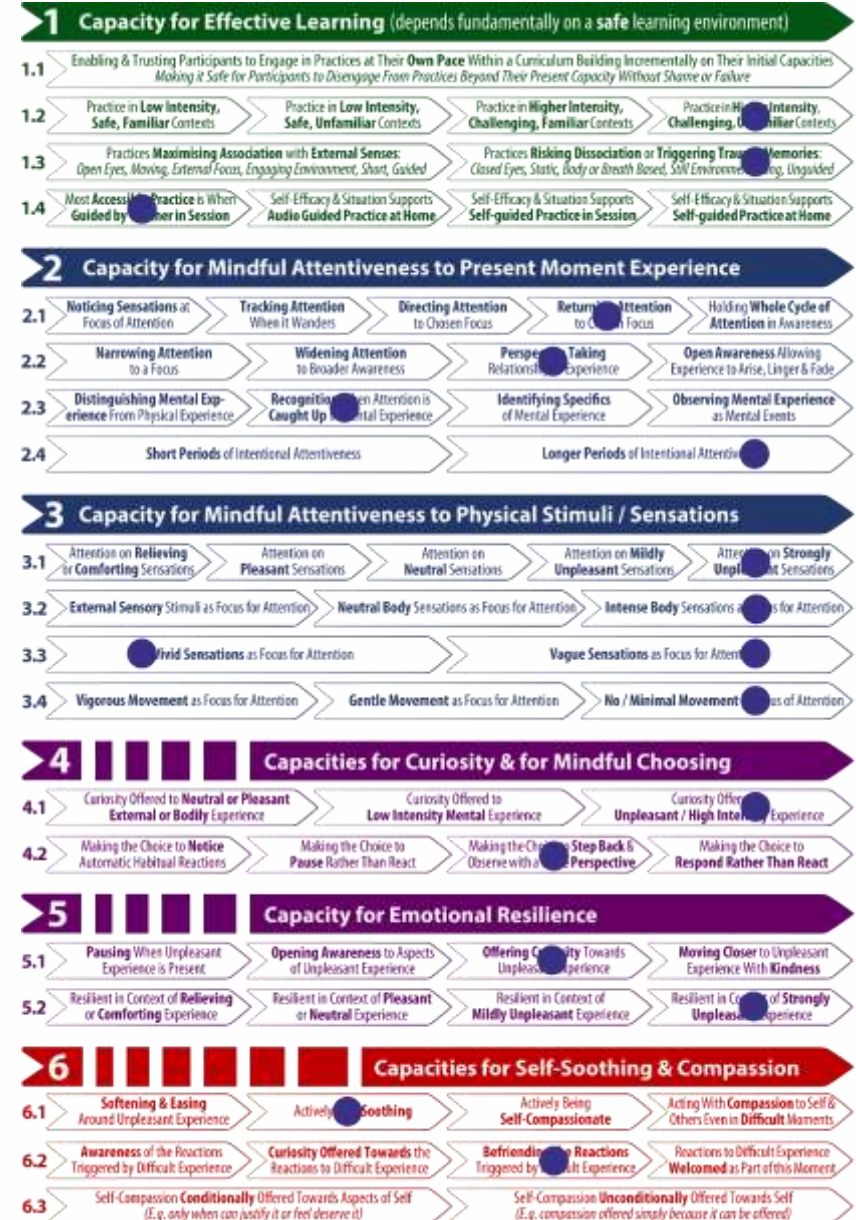 1 Capacity for Effective Learning (depends fundamentally on a safe learning environment)
1.1 Enabling & Trusting Participants to Engage in Practices at Their Own Pace Within a Curriculum Building Incrementally on Their Initial Capacities
Making it Safe for Participants to Disengage From Practices Beyond Their Present Capacity Without Shame or Failure
1.2 Practice in Low Intensity, Safe, Familiar Contexts
Practice in Low Intensity, Safe, Unfamiliar Contexts
Practice in Higher Intensity, Challenging, Familiar Contexts
Practice in Intensity, Challenging, Contexts
1.3 Practices Maximising Association with External Senses:
Open Eyes, Moving, External Focus, Engaging Environment, Short, Guided
Practices Risking Dissociation or Triggering Memories:
Closed Eyes, Static, Body or Breath Based, Still Unguided
1.4 Most Practice is When Guided by in Session
Self-Efficacy & Situation Supports Audio Guided Practice at Home
Self-Efficacy & Situation Supports Self-guided Practice in Session
Self-Efficacy & Situation Supports Self-guided Practice at Home
2 Capacity for Mindful Attentiveness to Present Moment Experience
2.1 Noticing Sensations at Focus of Attention
Tracking Attention When it Wanders
Directing Attention to Chosen Focus
Attention to Focus
Holding Whole Cycle of Attention in Awareness
2.2 Narrowing Attention to a Focus
Widening Attention to Broader Awareness
Taking Experience
Open Awareness Allowing Experience to Arise, Linger & Fade
2.3 Distinguishing Mental Experience From Physical Experience
Attention is Caught Up Experience
Identifying Specifics of Mental Experience
Observing Mental Experience as Mental Events
2.4 Short Periods of Intentional Attentiveness
Longer Periods of Intentional
3 Capacity for Mindful Attentiveness to Physical Stimuli / Sensations
3.1 Attention on Relieving or Comforting Sensations
Attention on Pleasant Sensations
Attention on Neutral Sensations
Attention on Mildly Unpleasant Sensations
on Strongly Sensations
3.2 External Sensory Stimuli as Focus for Attention
Neutral Body Sensations as Focus for Attention
Intense Body Sensations for Attention
3.3 Vivid Sensations as Focus for Attention
Vague Sensations as Focus for
3.4 Vigorous Movement as Focus for Attention
Gentle Movement as Focus for Attention
No / Minimal Movement of Attention
4 Capacities for Curiosity & for Mindful Choosing
4.1 Curiosity Offered to Neutral or Pleasant External or Bodily Experience
Curiosity Offered to Low Intensity Mental Experience
Curiosity Unpleasant / High Experience
4.2 Making the Choice to Notice Automatic Habitual Reactions
Making the Choice to Pause Rather Than React
Making the Step Back & Observe with a Perspective
Making the Choice to Respond Rather Than React
5 Capacity for Emotional Resilience
5.1 Pausing When Unpleasant Experience is Present
Opening Awareness to Aspects of Unpleasant Experience
Offering Towards
Moving Closer to Unpleasant Experience With Kindness
5.2 Resilient in Context of Relieving or Comforting Experience
Resilient in Context of Pleasant or Neutral Experience
Resilient in Context of Mildly Unpleasant Experience
Resilient in of Strongly
6 Capacities for Self-Soothing & Compassion
6.1 Softening & Easing Around Unpleasant Experience
Actively Soothing
Actively Being Self-Compassionate
Acting With Compassion to Self & Others Even in Difficult Moments
6.2 Awareness of the Reactions Triggered by Difficult Experience
Curiosity Offered Towards the Reactions to Difficult Experience
Reactions Triggered by Experience
Reactions to Difficult Experience Welcomed as Part of this Moment
6.3 Self-Compassion Conditionally Offered Towards Aspects of Self
(E.g. only when can justify it or feel deserve it)
Self-Compassion Unconditionally Offered Towards Self
(E.g. compassion offered simply because it can be offered)